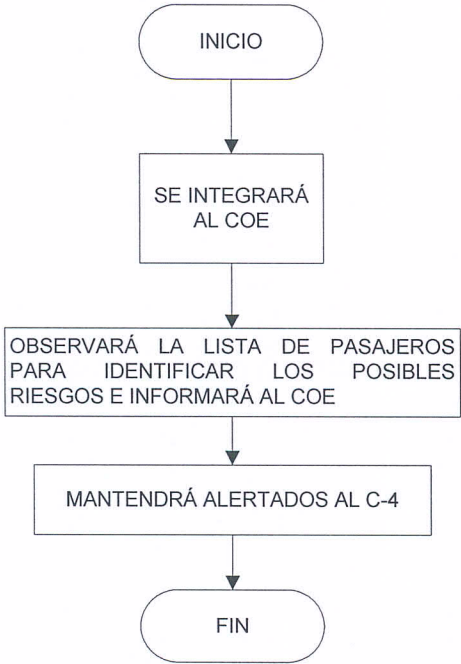 INICIO
SE INTEGRARÁ
AL COE
OBSERVARÁ LA LISTA DE PASAJEROS
PARA IDENTIFICAR LOS POSIBLES
RIESGOS E INFORMARÁ AL COE
MANTENDRÁ ALERTADOS AL C-4
FIN